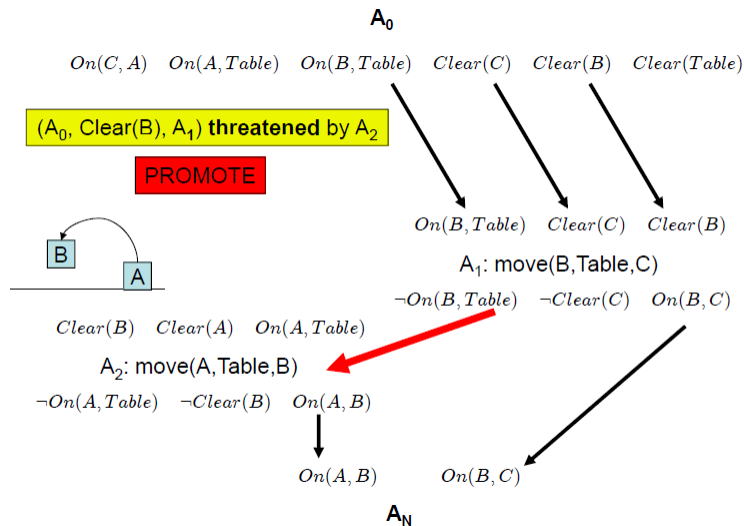 A0
On(C, A) On(A, Table) On(B, Table) Clear(C) Clear(B) Clear(Table)
(A0, Clear(B), A1) threatened by A2
PROMOTE
On(B, Table) Clear(C) Clear(B)
B
A
A1: move(B,Table,C)
¬On(B, Table) ¬Clear(C) On(B, C)
Clear(B) Clear(A) On(A, Table)
A2: move(A,Table,B)
¬On(A, Table) ¬Clear(B) On(A, B)
On(A, B) On(B, C)
AN